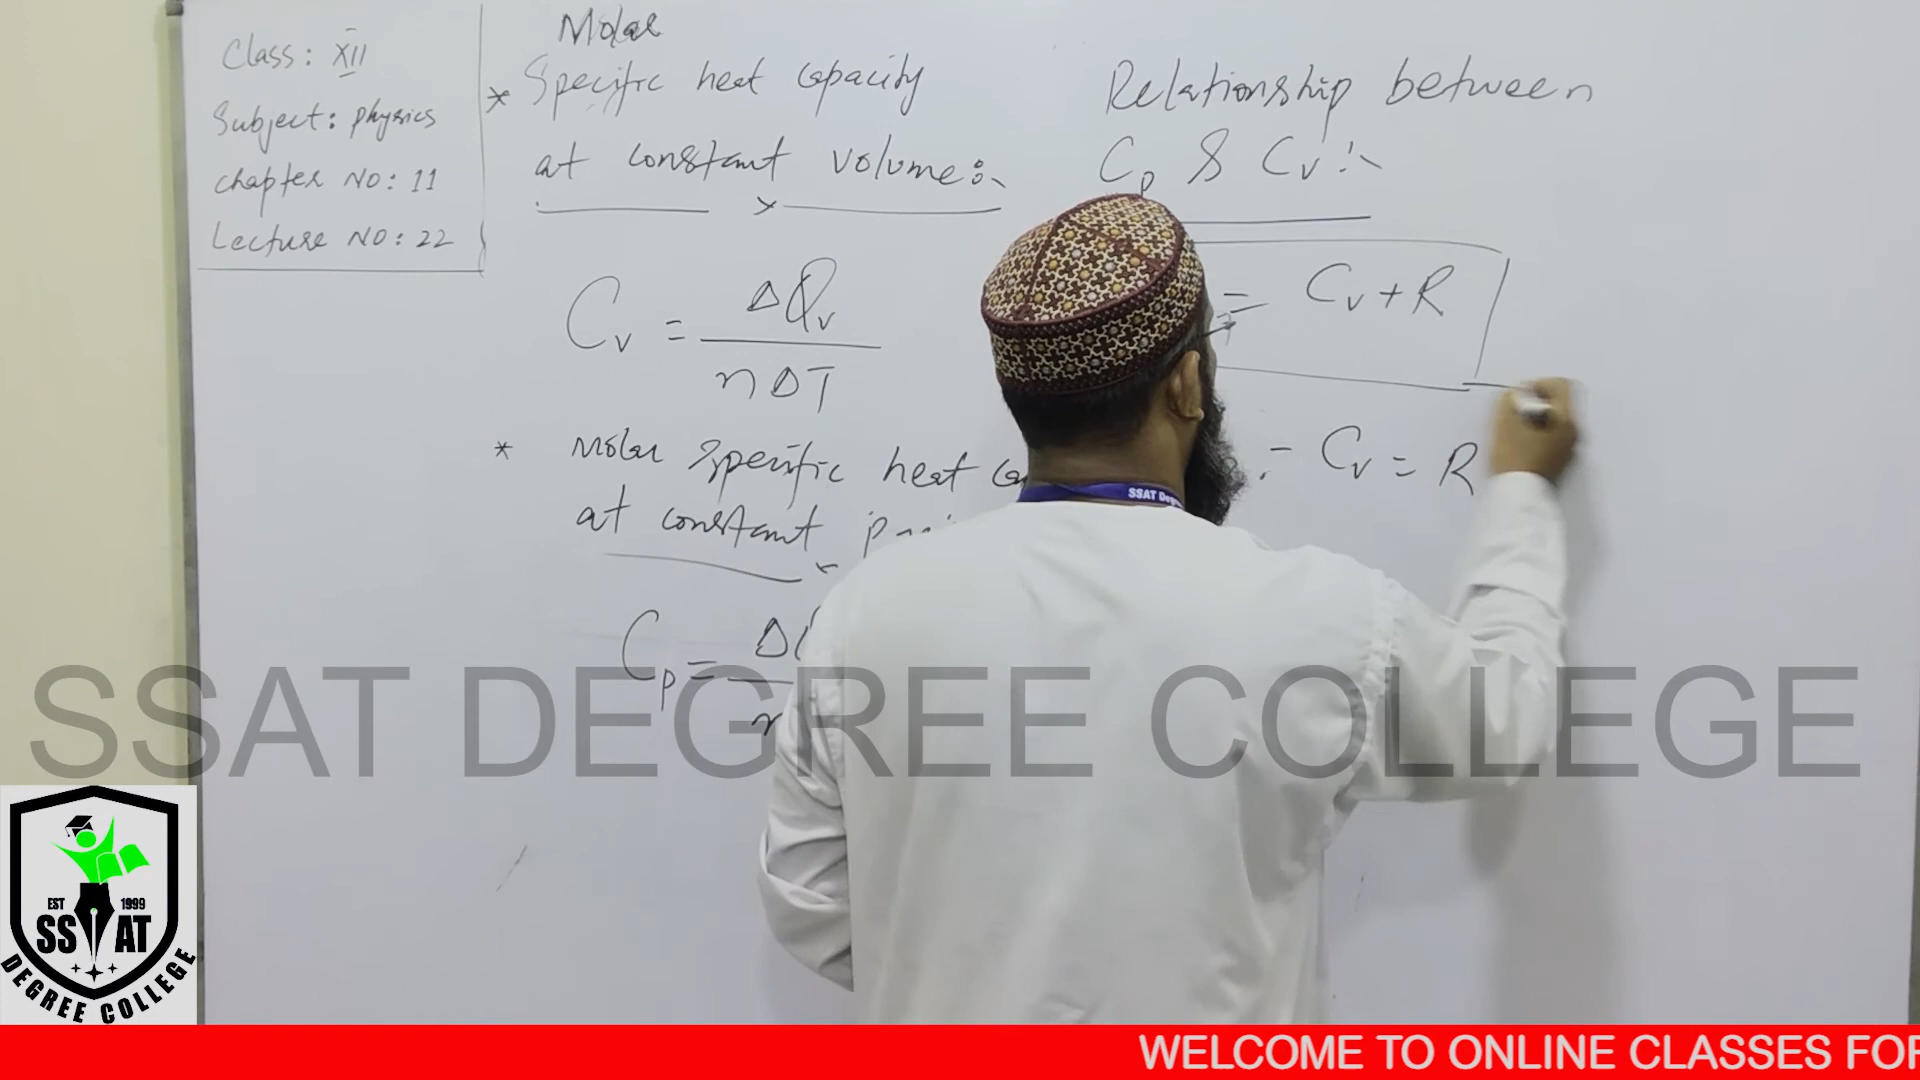 Class: XII
Subject: physics
chapter NO: 11
Lecture NO: 22
Molar
* Specific heat capacity
at constant volume:-
Cv = ΔQv
nΔT
* Molar specific heat
at constant
Cp = Δ
n
Relationship between
Cp & Cv :-
= Cv + R
- Cv = R
SSAT
SSAT DEGREE COLLEGE
EST 1999
SSAT
DEGREE COLLEGE
WELCOME TO ONLINE CLASSES FOR